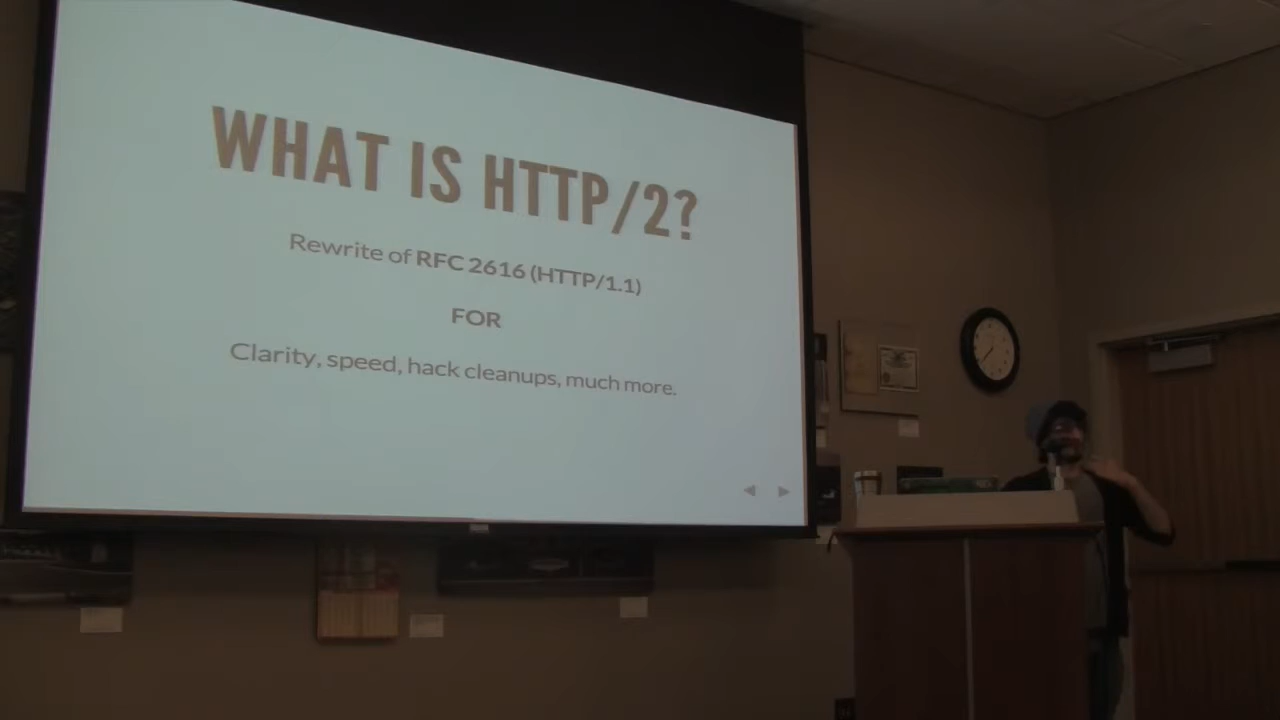 WHAT IS HTTP/2?
Rewrite of RFC 2616 (HTTP/1.1)
FOR
Clarity, speed, hack cleanups, much more.